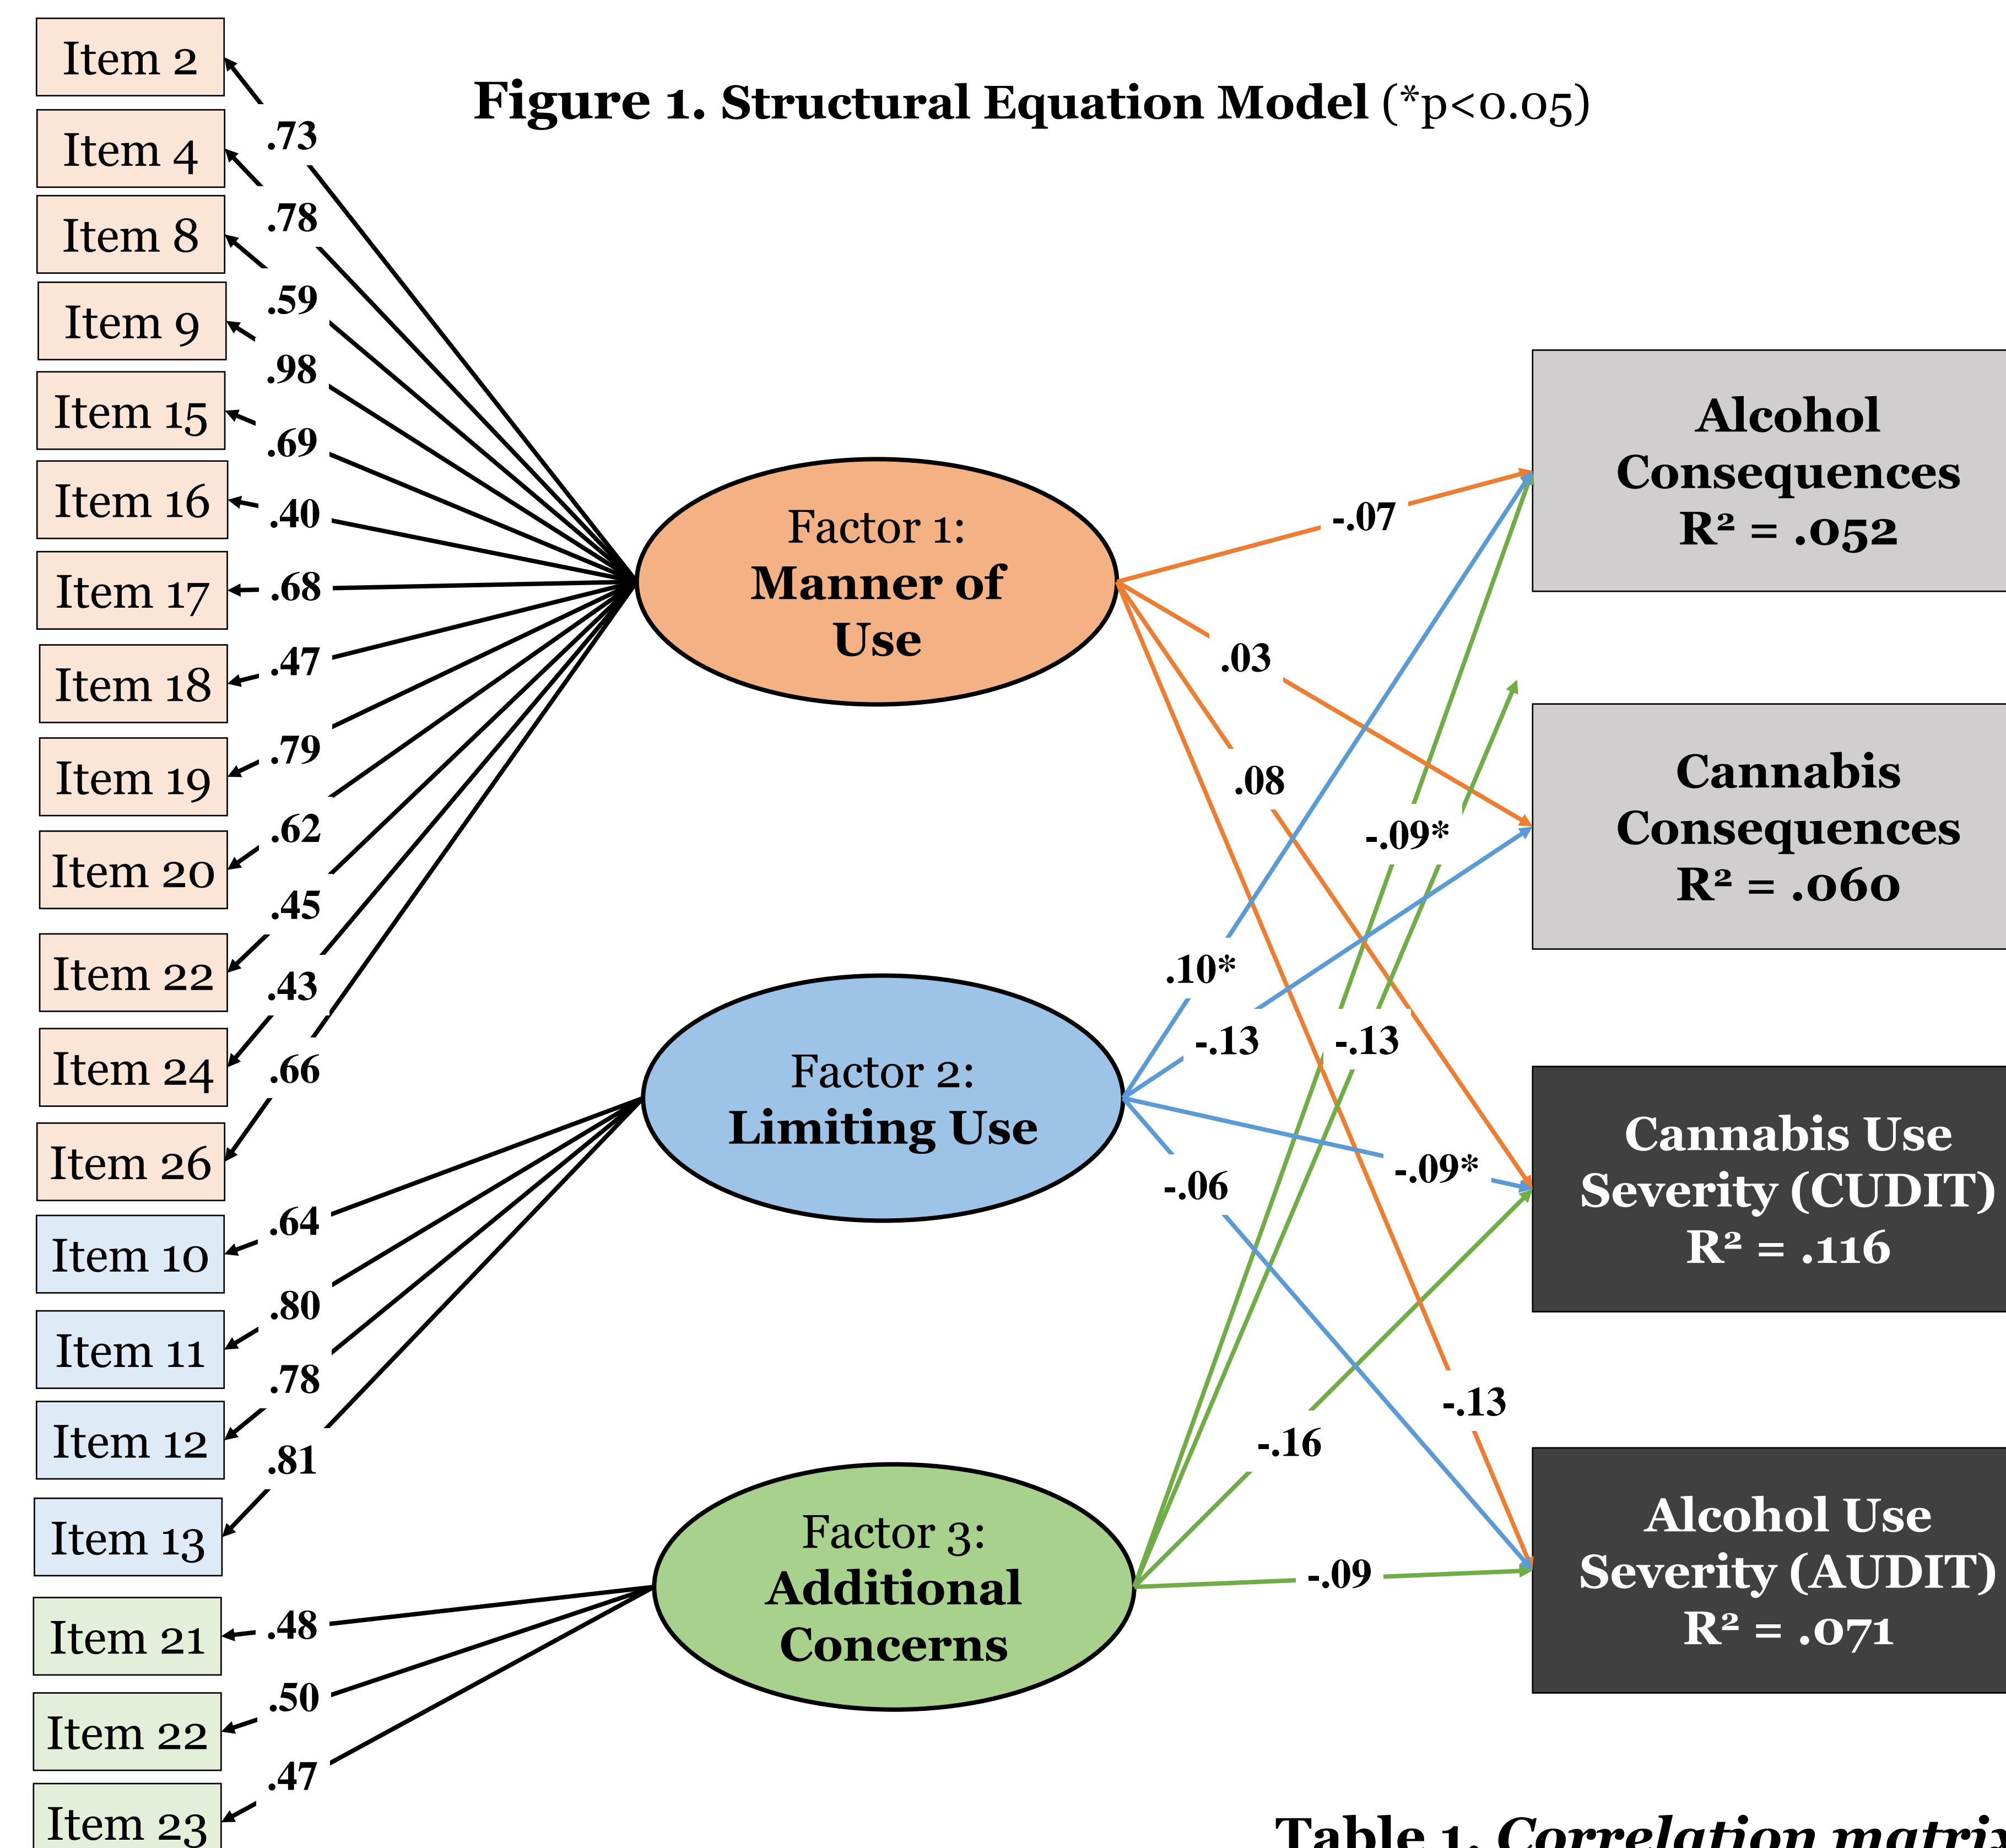 Figure 1. Structural Equation Model (*p<0.05)
Item 2
Item 4
Item 8
Item 9
Item 15
Item 16
Item 17
Item 18
Item 19
Item 20
Item 22
Item 24
Item 26
Item 10
Item 11
Item 12
Item 13
Item 21
Item 22
Item 23
.73
.78
.59
.98
.69
.40
.68
.47
.79
.62
.45
.43
.66
.64
.80
.78
.81
.48
.50
.47
Factor 1:
Manner of
Use
Factor 2:
Limiting Use
Factor 3:
Additional
Concerns
-.07
.03
.08
-.09*
.10*
-.13
-.13
-.09*
-.06
-.13
-.16
-.09
Alcohol
Consequences
R² = .052
Cannabis
Consequences
R² = .060
Cannabis Use
Severity (CUDIT)
R² = .116
Alcohol Use
Severity (AUDIT)
R² = .071
Table 1. Correlation matrix